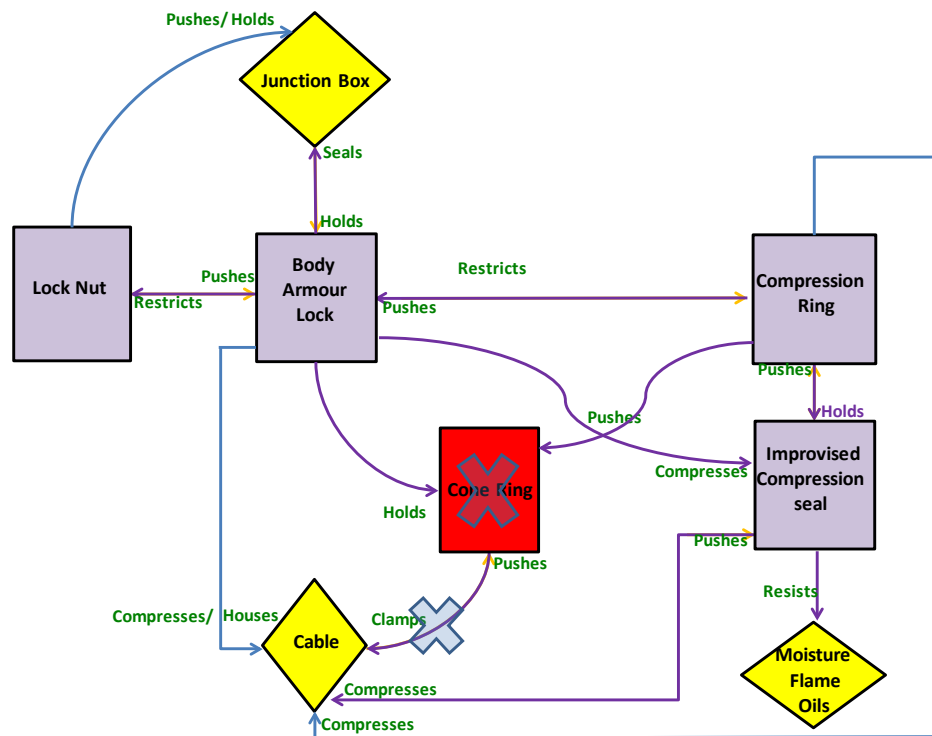 Pushes/ Holds
Junction Box
Seals
Holds
Lock Nut
Pushes
Restricts
Body
Armour
Lock
Restricts
Pushes
Compression
Ring
Pushes
Holds
Pushes
Improvised
Compression
seal
Compresses
Cone Ring
Holds
Pushes
Pushes
Resists
Compresses/ Houses
Clamps
Cable
Moisture
Flame
Oils
Compresses
Compresses